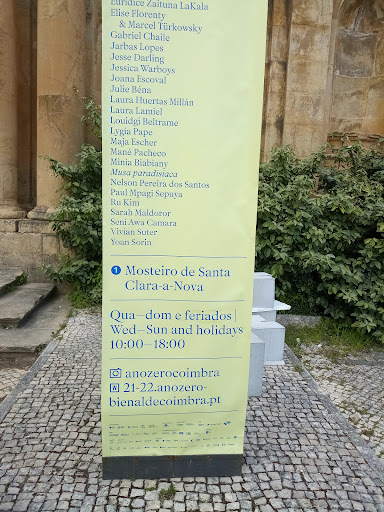 Euridice Zaituna LaKala
Elise Florenty
& Marcel Türkowsky
Gabriel Chaile
Jarbas Lopes
Jesse Darling
Jessica Warboys
Joana Escoval
Julie Béna
Laura Huertas Millán
Laura Lamiel
Louidgi Beltrame
Lygia Pape
Maja Escher
Mané Pacheco
Minia Biabiany
Musa paradisiaca
Nelson Pereira dos Santos
Paul Mpagi Sepuya
Ru Kim
Sarah Maldoror
Seni Awa Camara
Vivian Suter
Yoan Sorin
1 Mosteiro de Santa
Clara-a-Nova
Qua—dom e feriados |
Wed—Sun and holidays
10:00—18:00
anozerocoimbra
W 21-22.anozero-
bienaldecoimbra.pt